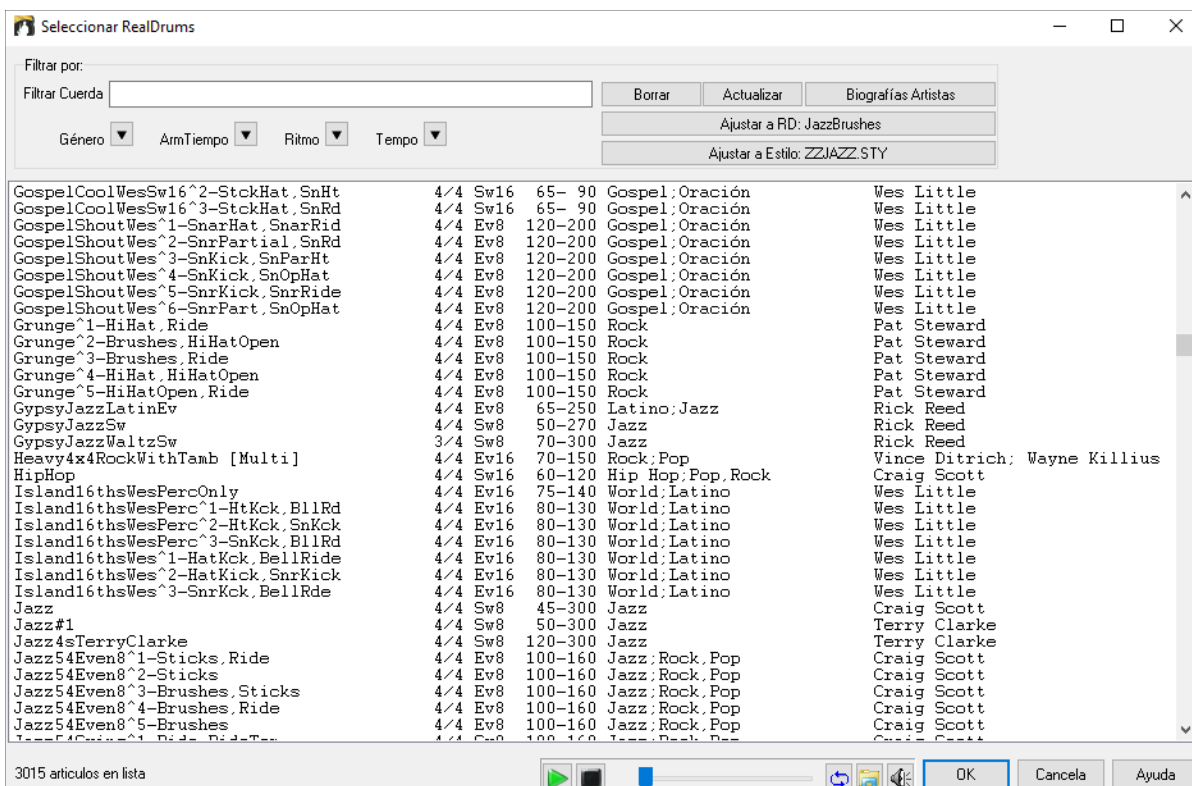 Seleccionar RealDrums
Filtrar por:
Filtrar Cuerda
Borrar Actualizar Biografías Artistas
Género ArmTiempo Ritmo Tempo
Ajustar a RD: JazzBrushes
Ajustar a Estilo: ZZJAZZ.STY
GospelCoolWesSw16^2-StckHat,SnHt 4/4 Sw16 65- 90 Gospel;Oración Wes Little
GospelCoolWesSw16^3-StckHat,SnRd 4/4 Sw16 65- 90 Gospel;Oración Wes Little
GospelShoutWes^1-SnarHat,SnarRid 4/4 Ev8 120-200 Gospel;Oración Wes Little
GospelShoutWes^2-SnrPartial,SnRd 4/4 Ev8 120-200 Gospel;Oración Wes Little
GospelShoutWes^3-SnKick,SnParHt 4/4 Ev8 120-200 Gospel;Oración Wes Little
GospelShoutWes^4-SnKick,SnOpHat 4/4 Ev8 120-200 Gospel;Oración Wes Little
GospelShoutWes^5-SnrKick,SnrRide 4/4 Ev8 120-200 Gospel;Oración Wes Little
GospelShoutWes^6-SnrPart,SnOpHat 4/4 Ev8 120-200 Gospel;Oración Wes Little
Grunge^1-HiHat,Ride 4/4 Ev8 100-150 Rock Pat Steward
Grunge^2-Brushes,HiHatOpen 4/4 Ev8 100-150 Rock Pat Steward
Grunge^3-Brushes,Ride 4/4 Ev8 100-150 Rock Pat Steward
Grunge^4-HiHat,HiHatOpen 4/4 Ev8 100-150 Rock Pat Steward
Grunge^5-HiHatOpen,Ride 4/4 Ev8 100-150 Rock Pat Steward
GypsyJazzLatinEv 4/4 Ev8 65-250 Latino;Jazz Rick Reed
GypsyJazzSw 4/4 Sw8 50-270 Jazz Rick Reed
GypsyJazzWaltzSw 3/4 Sw8 70-300 Jazz Rick Reed
Heavy4x4RockWithTamb [Multi] 4/4 Ev16 70-150 Rock;Pop Vince Ditrich; Wayne Killius
HipHop 4/4 Sw16 60-120 Hip Hop;Pop,Rock Craig Scott
Island16thsWesPercOnly 4/4 Ev16 75-140 World;Latino Wes Little
Island16thsWesPerc^1-HtKck,BllRd 4/4 Ev16 80-130 World;Latino Wes Little
Island16thsWesPerc^2-HtKck,SnKck 4/4 Ev16 80-130 World;Latino Wes Little
Island16thsWesPerc^3-SnKck,BllRd 4/4 Ev16 80-130 World;Latino Wes Little
Island16thsWes^1-HatKick,BellRide 4/4 Ev16 80-130 World;Latino Wes Little
Island16thsWes^2-HatKick,SnrKick 4/4 Ev16 80-130 World;Latino Wes Little
Island16thsWes^3-SnrKck,BellRde 4/4 Ev16 80-130 World;Latino Wes Little
Jazz 4/4 Sw8 45-300 Jazz Craig Scott
Jazz#1 4/4 Sw8 50-300 Jazz Terry Clarke
Jazz4sTerryClarke 4/4 Sw8 120-300 Jazz Terry Clarke
Jazz54Even8^1-Sticks,Ride 4/4 Ev8 100-160 Jazz;Rock,Pop Craig Scott
Jazz54Even8^2-Sticks 4/4 Ev8 100-160 Jazz;Rock,Pop Craig Scott
Jazz54Even8^3-Brushes,Sticks 4/4 Ev8 100-160 Jazz;Rock,Pop Craig Scott
Jazz54Even8^4-Brushes,Ride 4/4 Ev8 100-160 Jazz;Rock,Pop Craig Scott
Jazz54Even8^5-Brushes 4/4 Ev8 100-160 Jazz;Rock,Pop Craig Scott
3015 articulos en lista OK Cancela Ayuda